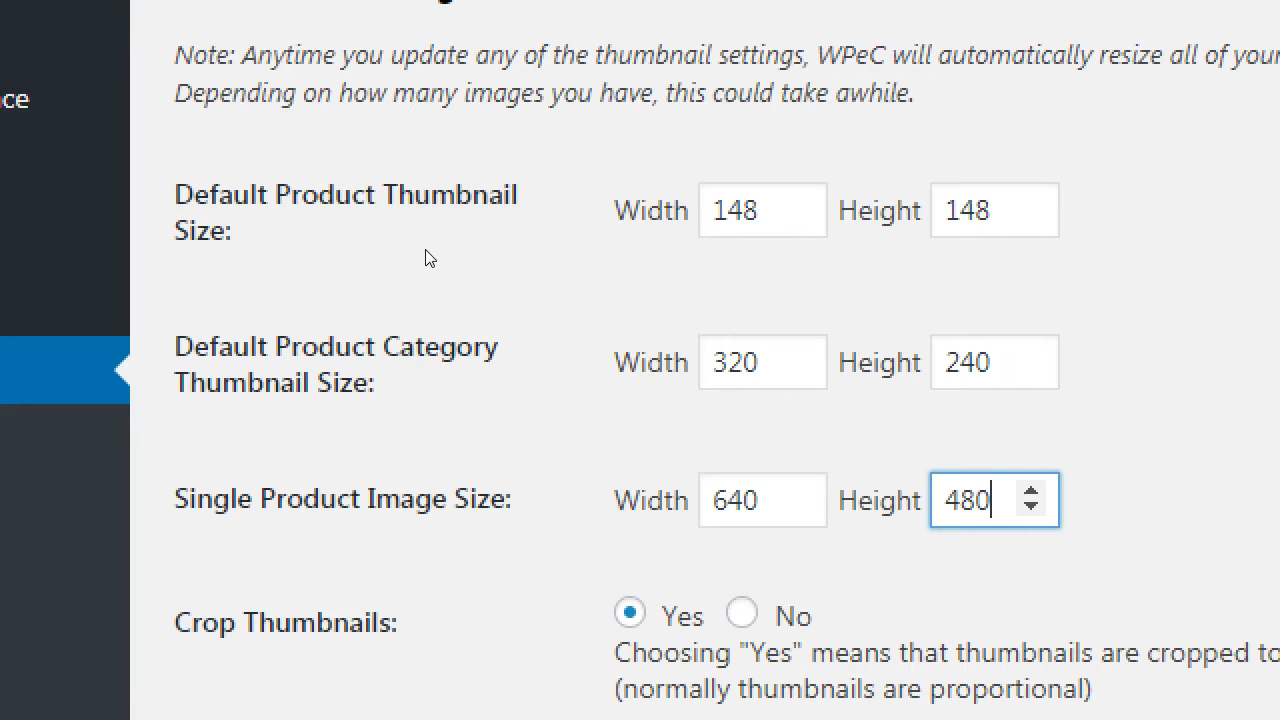 Note: Anytime you update any of the thumbnail settings, WPeC will automatically resize all of your
Depending on how many images you have, this could take awhile.
ce
Default Product Thumbnail
Size:
Width 148 Height 148
Default Product Category
Thumbnail Size:
Width 320 Height 240
Single Product Image Size:
Width 640 Height 480
Crop Thumbnails:
Yes No
Choosing "Yes" means that thumbnails are cropped to
(normally thumbnails are proportional)